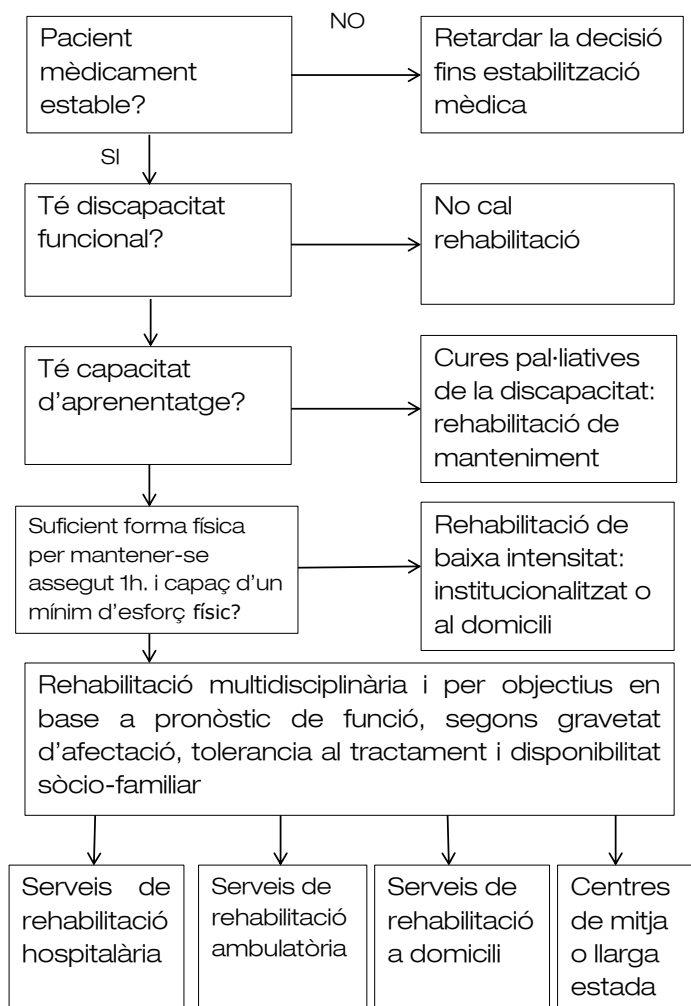 NO
Pacient
mèdicament
estable?
Retardar la decisió
fins estabilització
mèdica
SI
Té discapacitat
funcional?
No cal
rehabilitació
Té capacitat
d’aprenentatge?
Cures pal·liatives
de la discapacitat:
rehabilitació de
manteniment
Suficient forma física
per mantener-se
assegut 1h. i capaç d’un
mínim d’esforç físic?
Rehabilitació de
baixa intensitat:
institucionalitzat o
al domicili
Rehabilitació multidisciplinària i per objectius en
base a pronòstic de funció, segons gravetat
d’afectació, tolerancia al tractament i disponibilitat
sòcio-familiar
Serveis de
rehabilitació
hospitalària
Serveis de
rehabilitació
ambulatòria
Serveis de
rehabilitació
a domicili
Centres
de mitja
o llarga
estada